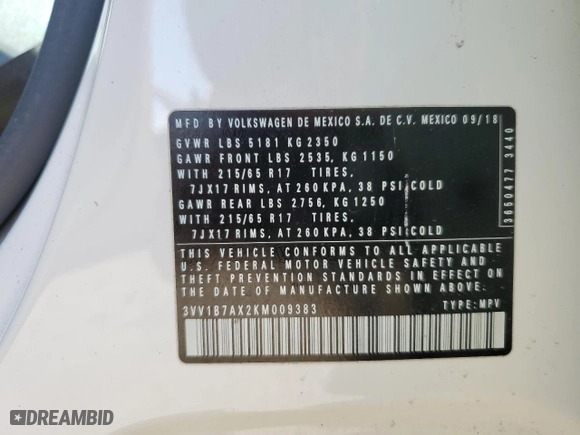 MFD BY VOLKSWAGEN DE MEXICO S.A. DE C.V. MEXICO 09/18
GVWR LBS 5181 KG 2350
GAWR FRONT LBS 2535, KG 1150
WITH 215/65 R17 TIRES,
7JX17 RIMS, AT 260 KPA, 38 PSI COLD
GAWR REAR LBS 2756, KG 1250
WITH 215/65 R17 TIRES,
7JX17 RIMS, AT 260 KPA, 38 PSI COLD
THIS VEHICLE CONFORMS TO ALL APPLICABLE
U.S. FEDERAL MOTOR VEHICLE SAFETY AND
THEFT PREVENTION STANDARDS IN EFFECT ON
THE DATE OF MANUFACTURE SHOWN ABOVE.
3VV1B7AX2KM009383 TYPE: MPV
3650477 3440
DREAMBID